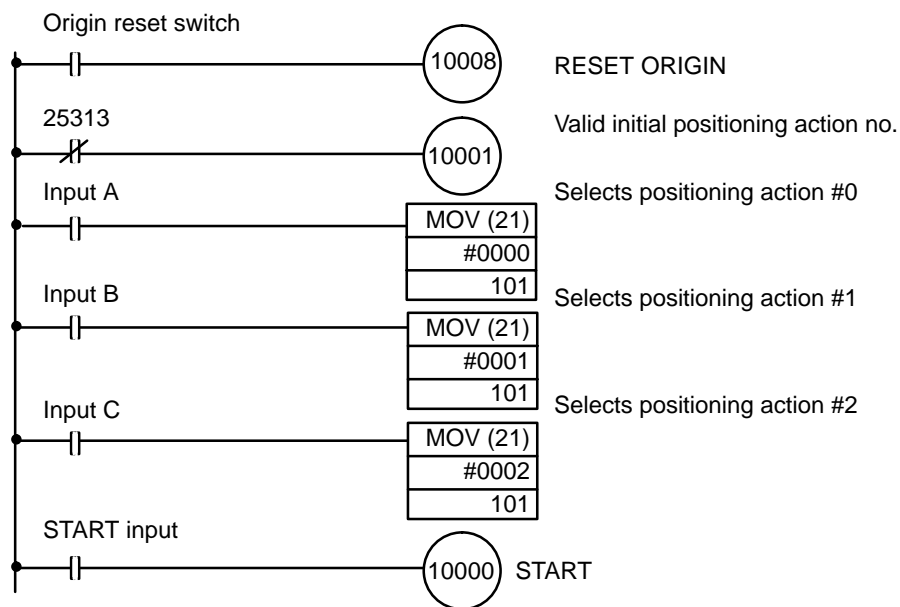 Origin reset switch
10008
RESET ORIGIN
25313
Valid initial positioning action no.
10001
Input A
Selects positioning action #0
MOV (21)
#0000
101
Input B
Selects positioning action #1
MOV (21)
#0001
101
Input C
Selects positioning action #2
MOV (21)
#0002
101
START input
10000
START